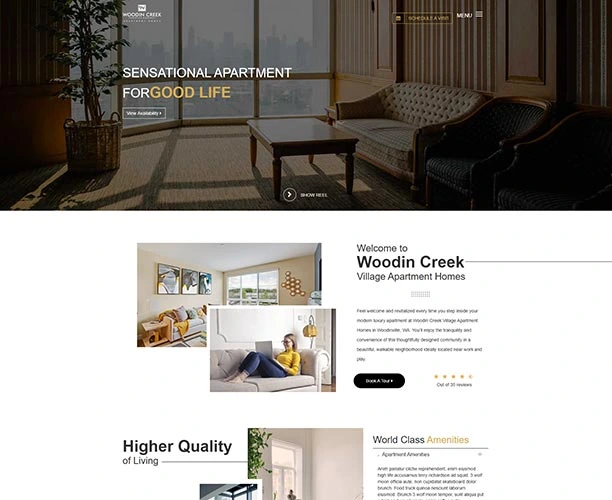 WOODIN CREEK
SCHEDULE A VISIT
MENU
SENSATIONAL APARTMENT
FOR GOOD LIFE
View Availability
SHOW REEL
Welcome to
Woodin Creek
Village Apartment Homes
Feel welcome and revitalized every time you step inside your
modern luxury apartment at Woodin Creek Village Apartment
Homes in Woodinville, WA. You'll enjoy the tranquility and
convenience of this thoughtfully designed community in a
beautiful, walkable neighborhood ideally located near work and
play.
Book A Tour
Out of 35 reviews
Higher Quality
of Living
World Class Amenities
- Apartment Amenities
Anim pariatur cliche reprehenderit, enim eiusmod
high life accusamus terry richardson ad squid. 3 wolf
moon officia aute, non cupidatat skateboard dolor
brunch. Food truck quinoa nesciunt laborum
eiusmod. Brunch 3 wolf moon tempor, sunt aliqua put